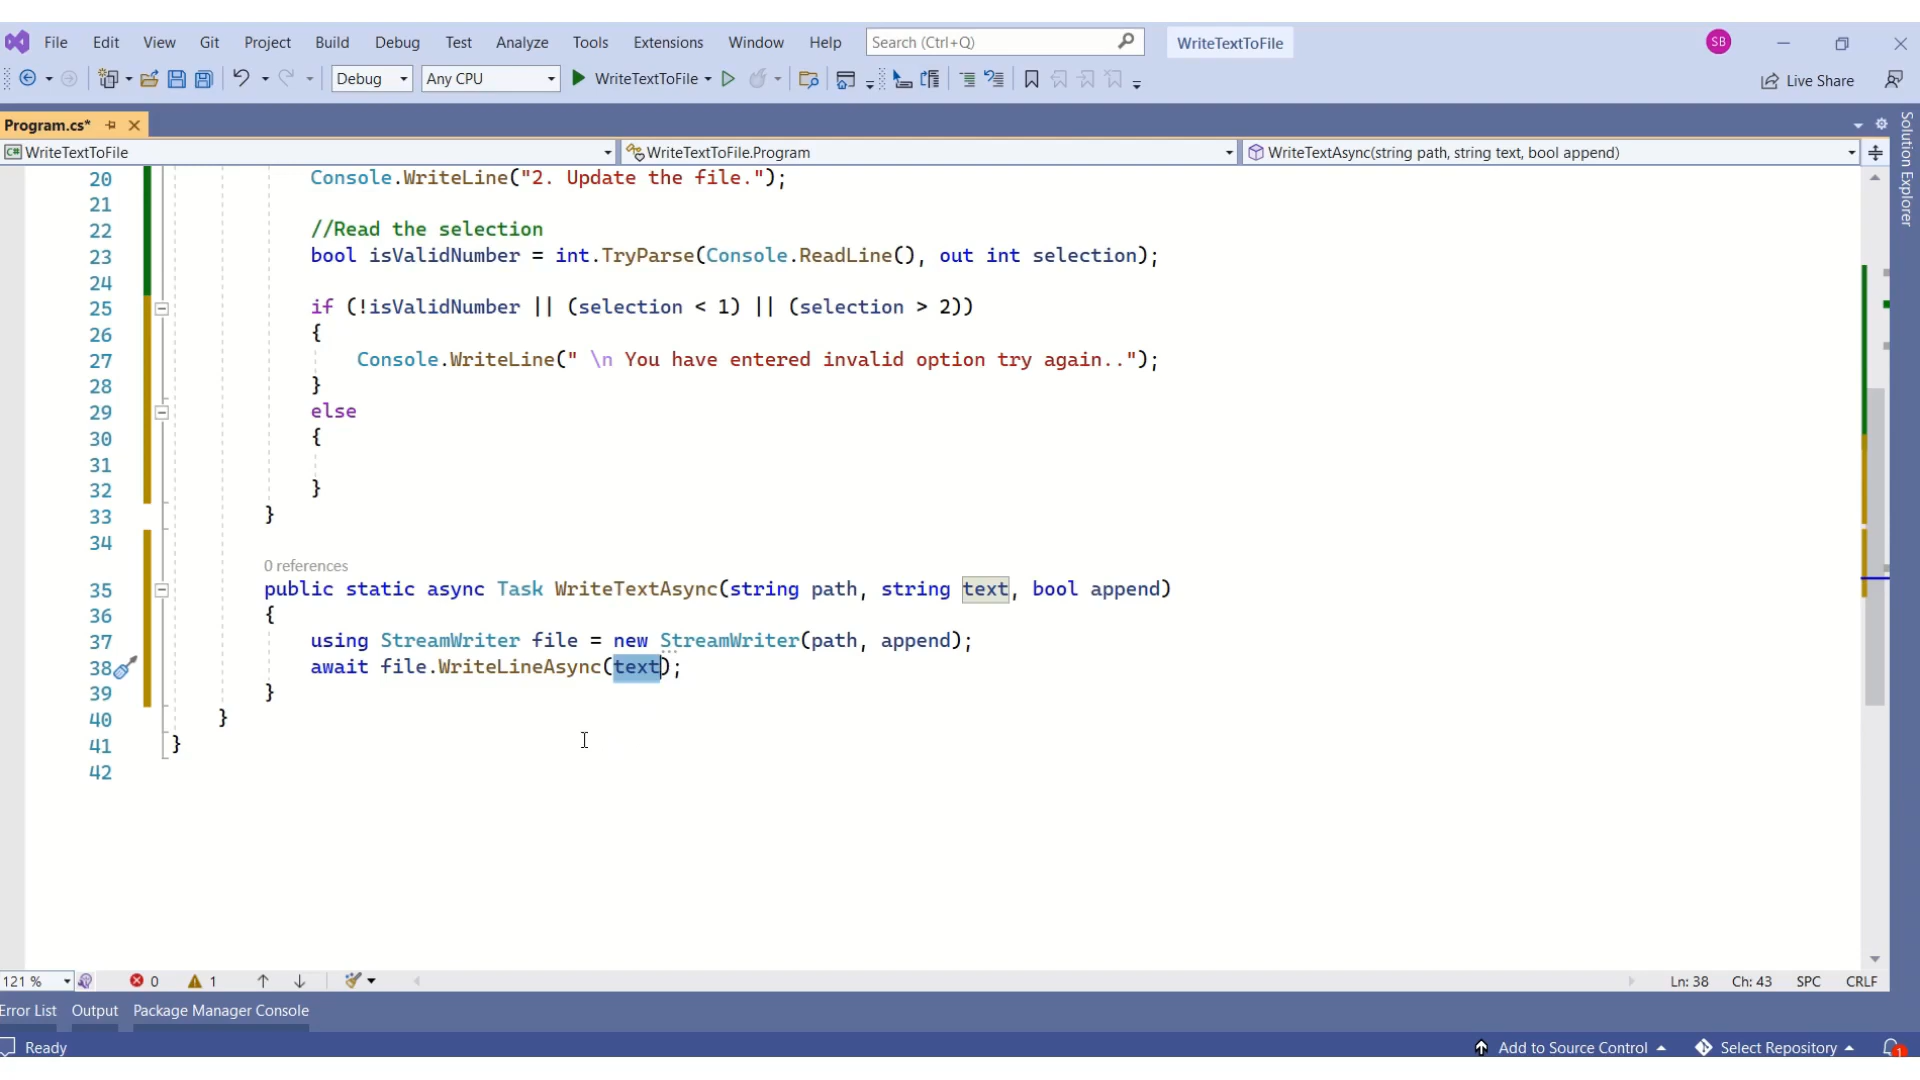 File Edit View Git Project Build Debug Test Analyze Tools Extensions Window Help Search (Ctrl+Q) WriteTextToFile SB
Debug Any CPU WriteTextToFile Live Share
Program.cs*
C# WriteTextToFile WriteTextToFile.Program WriteTextAsync(string path, string text, bool append)
Solution Explorer
20 Console.WriteLine("2. Update the file.");
21
22 //Read the selection
23 bool isValidNumber = int.TryParse(Console.ReadLine(), out int selection);
24
25 if (!isValidNumber || (selection < 1) || (selection > 2))
26 {
27 Console.WriteLine(" \n You have entered invalid option try again..");
28 }
29 else
30 {
31
32 }
33 }
34
0 references
35 public static async Task WriteTextAsync(string path, string text, bool append)
36 {
37 using StreamWriter file = new StreamWriter(path, append);
38 await file.WriteLineAsync(text);
39 }
40 }
41 }
42
121 % 0 1 Ln: 38 Ch: 43 SPC CRLF
Error List Output Package Manager Console
Ready Add to Source Control Select Repository 1